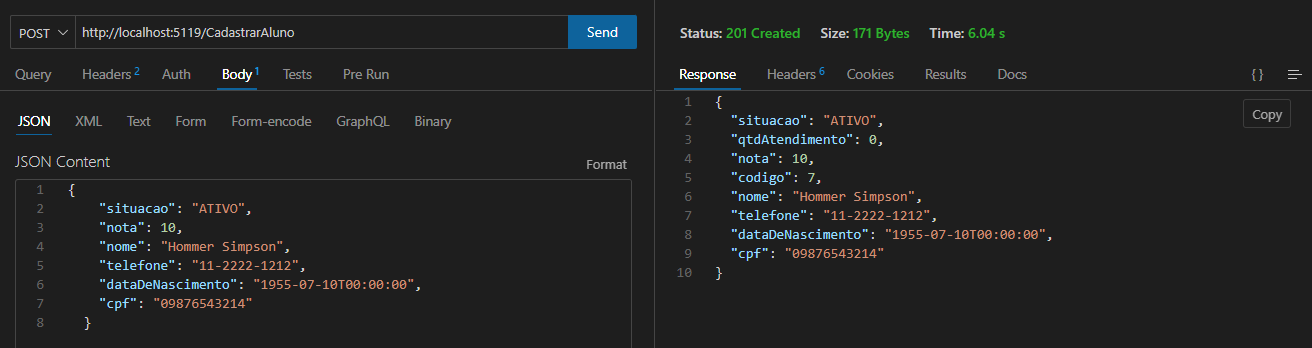 POST http://localhost:5119/CadastrarAluno Send
Query Headers 2 Auth Body 1 Tests Pre Run
JSON XML Text Form Form-encode GraphQL Binary
JSON Content Format
1 {
2 "situacao": "ATIVO",
3 "nota": 10,
4 "nome": "Hommer Simpson",
5 "telefone": "11-2222-1212",
6 "dataDeNascimento": "1955-07-10T00:00:00",
7 "cpf": "09876543214"
8 }
Status: 201 Created Size: 171 Bytes Time: 6.04 s
Response Headers 6 Cookies Results Docs { }
Copy
1 {
2 "situacao": "ATIVO",
3 "qtdAtendimento": 0,
4 "nota": 10,
5 "codigo": 7,
6 "nome": "Hommer Simpson",
7 "telefone": "11-2222-1212",
8 "dataDeNascimento": "1955-07-10T00:00:00",
9 "cpf": "09876543214"
10 }